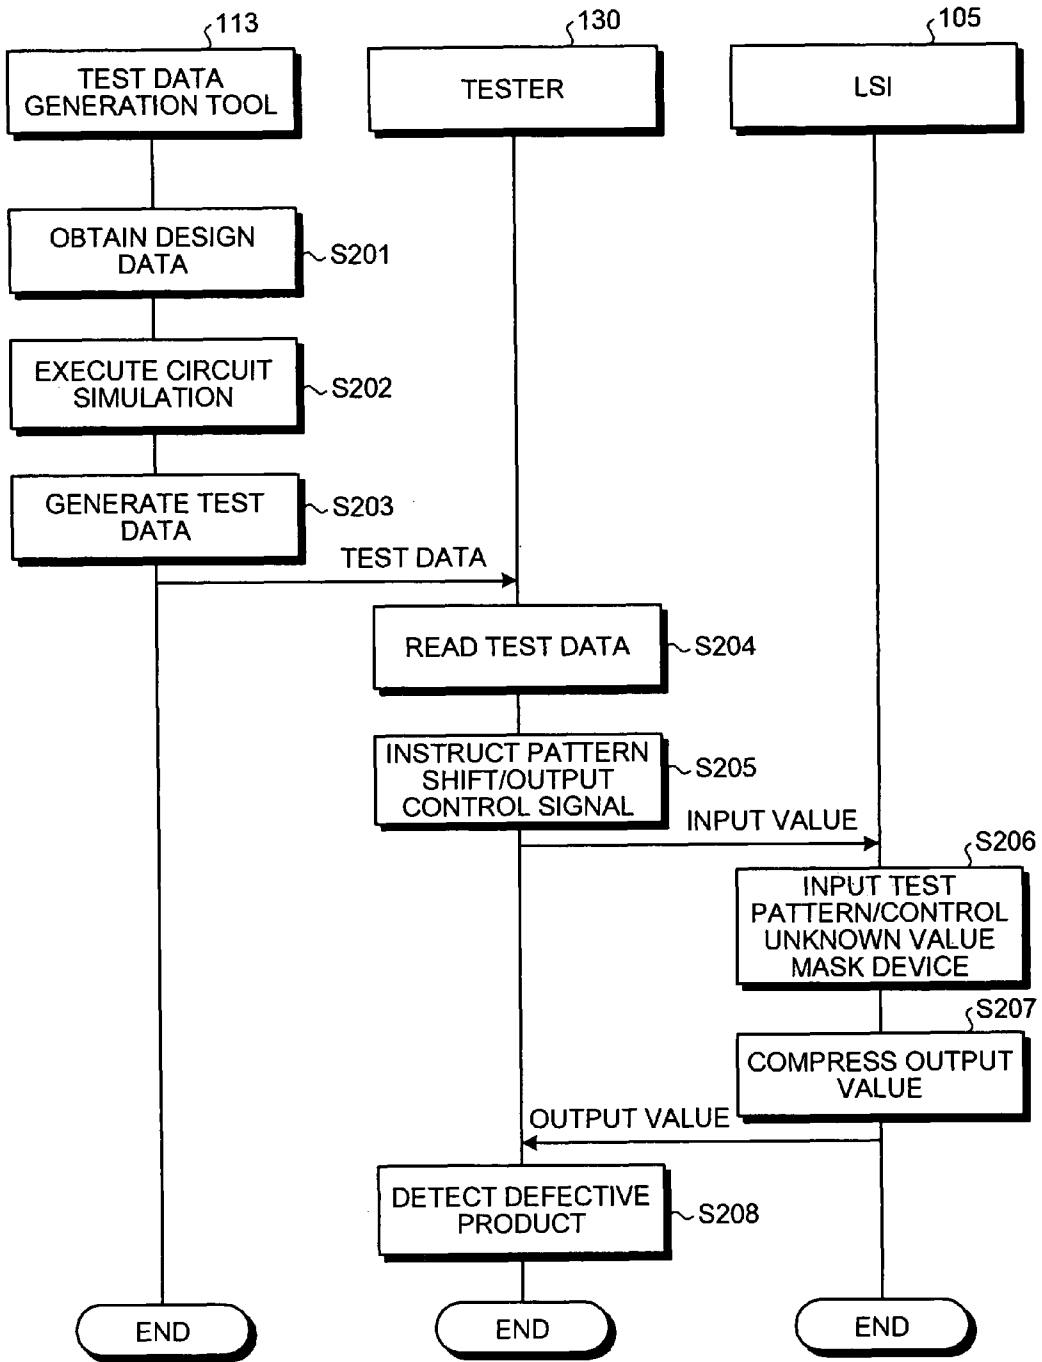 113
130
105
TEST DATA
GENERATION TOOL
TESTER
LSI
OBTAIN DESIGN
DATA
S201
EXECUTE CIRCUIT
SIMULATION
S202
GENERATE TEST
DATA
S203
TEST DATA
READ TEST DATA
S204
INSTRUCT PATTERN
SHIFT/OUTPUT
CONTROL SIGNAL
S205
INPUT VALUE
S206
INPUT TEST
PATTERN/CONTROL
UNKNOWN VALUE
MASK DEVICE
S207
COMPRESS OUTPUT
VALUE
OUTPUT VALUE
DETECT DEFECTIVE
PRODUCT
S208
END
END
END